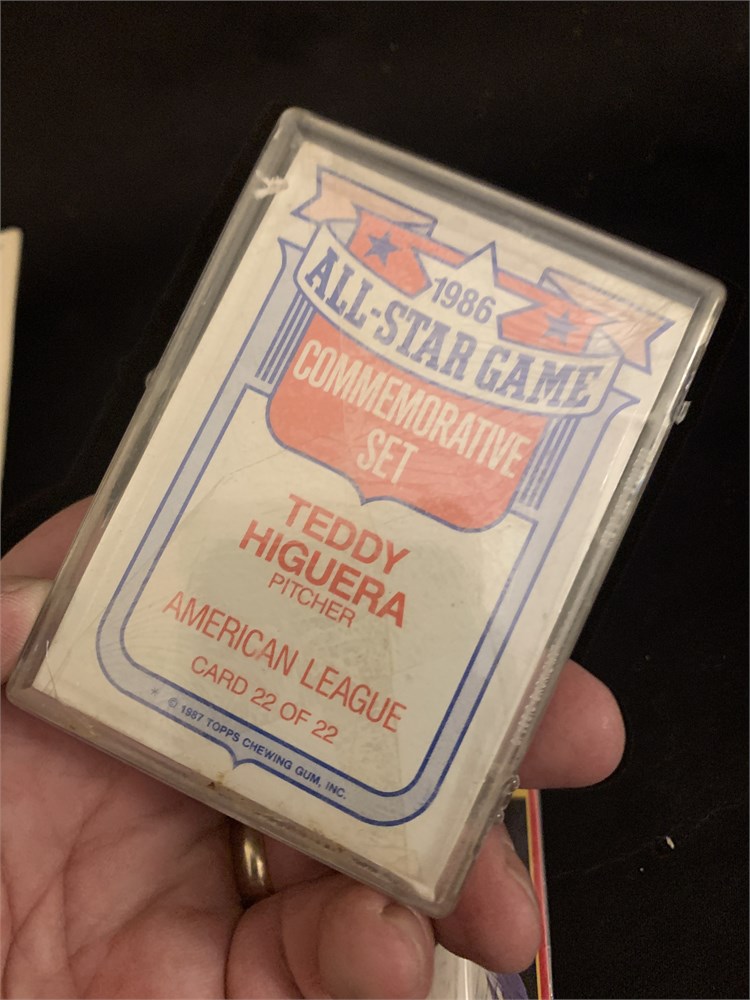 1986
ALL-STAR GAME
COMMEMORATIVE
SET
TEDDY
HIGUERA
PITCHER
AMERICAN LEAGUE
CARD 22 OF 22
© 1987 TOPPS CHEWING GUM, INC.